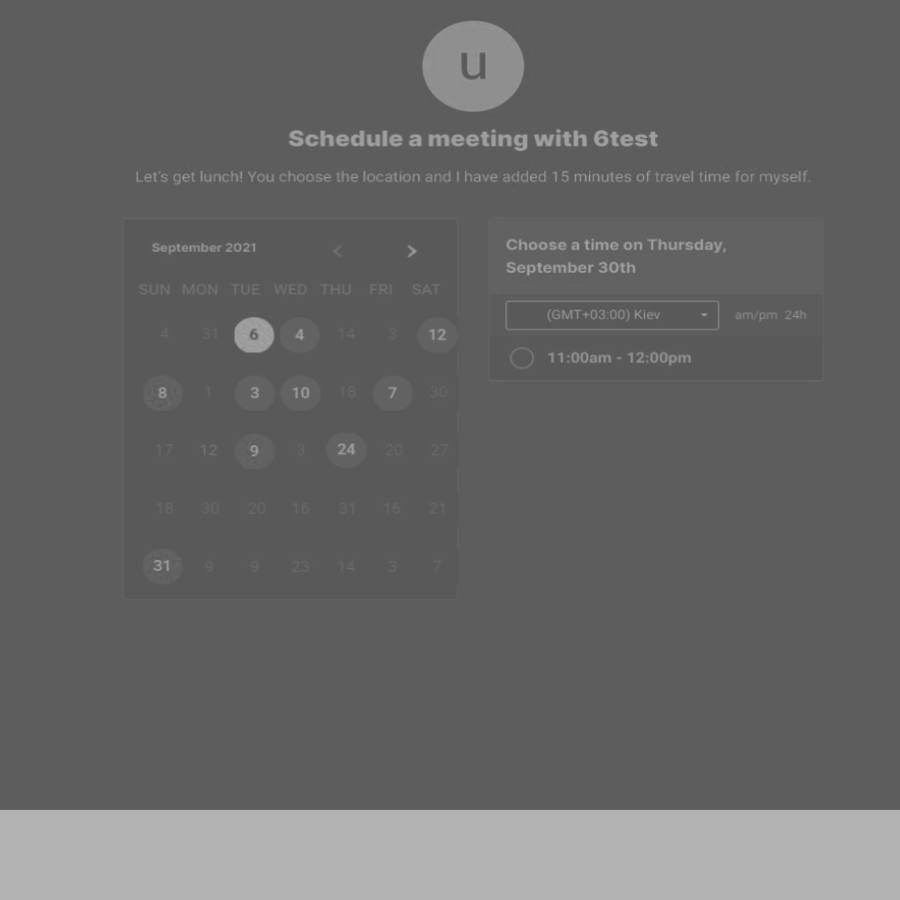 u
Schedule a meeting with 6test
Let's get lunch! You choose the location and I have added 15 minutes of travel time for myself.
September 2021 < >
SUN MON TUE WED THU FRI SAT
4 31 6 4 14 3 12
8 1 3 10 18 7 30
17 12 9 3 24 20 27
18 30 20 16 31 16 21
31 9 9 23 14 3 7
Choose a time on Thursday,
September 30th
(GMT+03:00) Kiev am/pm 24h
11:00am - 12:00pm